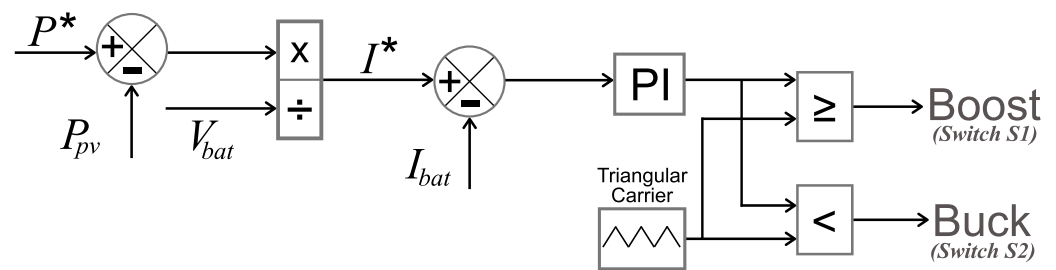 P*
+
-
P_pv
V_bat
x
÷
I*
+
-
I_bat
PI
Triangular
Carrier
≥
<
Boost
(Switch S1)
Buck
(Switch S2)